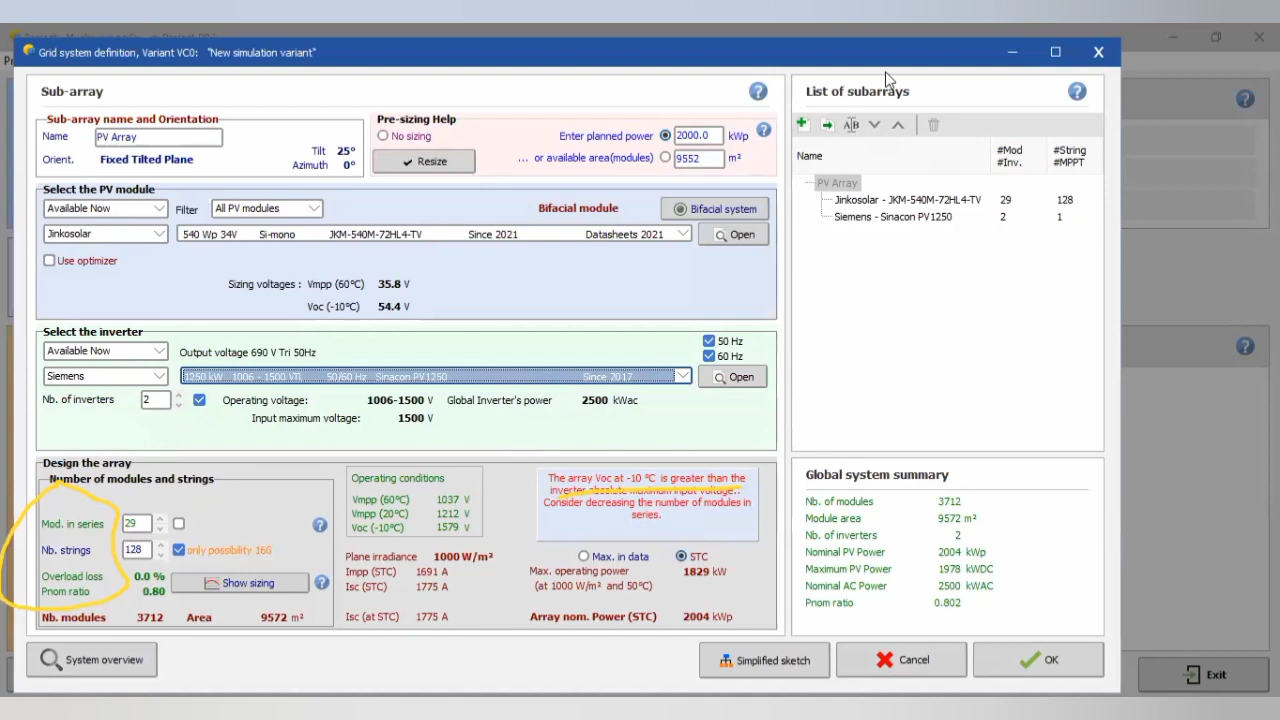 Grid system definition, Variant VC0: "New simulation variant"
Sub-array
Sub-array name and Orientation
Name PV Array
Orient. Fixed Tilted Plane
Tilt 25°
Azimuth 0°
Pre-sizing Help
No sizing
Resize
Enter planned power 2000.0 kWp
... or available area(modules) 9552 m²
Select the PV module
Available Now Filter All PV modules Bifacial module Bifacial system
Jinkosolar 540 Wp 34V Si-mono JKM-540M-72HL4-TV Since 2021 Datasheets 2021 Open
Use optimizer
Sizing voltages : Vmpp (60°C) 35.8 V
Voc (-10°C) 54.4 V
Select the inverter
Available Now Output voltage 690 V Tri 50Hz
50 Hz
60 Hz
Siemens 1250 kW 1006 - 1500 V TL 50/60 Hz Sinacon PV1250 Since 2017 Open
Nb. of inverters 2 Operating voltage: 1006-1500 V Global Inverter's power 2500 kWac
Input maximum voltage: 1500 V
Design the array
Number of modules and strings
Mod. in series 29
Nb. strings 128 only possibility 16G
Overload loss 0.0 %
Pnom ratio 0.80
Show sizing
Nb. modules 3712 Area 9572 m²
Operating conditions
Vmpp (60°C) 1037 V
Vmpp (20°C) 1212 V
Voc (-10°C) 1579 V
Plane irradiance 1000 W/m²
Impp (STC) 1691 A
Isc (STC) 1775 A
Isc (at STC) 1775 A
The array Voc at -10 °C is greater than the
inverter absolute maximum input voltage..
Consider decreasing the number of modules in
series.
Max. in data STC
Max. operating power 1829 kW
(at 1000 W/m² and 50°C)
Array nom. Power (STC) 2004 kWp
List of subarrays
Name #Mod #String
#Inv. #MPPT
PV Array
Jinkosolar - JKM-540M-72HL4-TV 29 128
Siemens - Sinacon PV1250 2 1
Global system summary
Nb. of modules 3712
Module area 9572 m²
Nb. of inverters 2
Nominal PV Power 2004 kWp
Maximum PV Power 1978 kWDC
Nominal AC Power 2500 kWAC
Pnom ratio 0.802
System overview
Simplified sketch
Cancel
OK
Exit